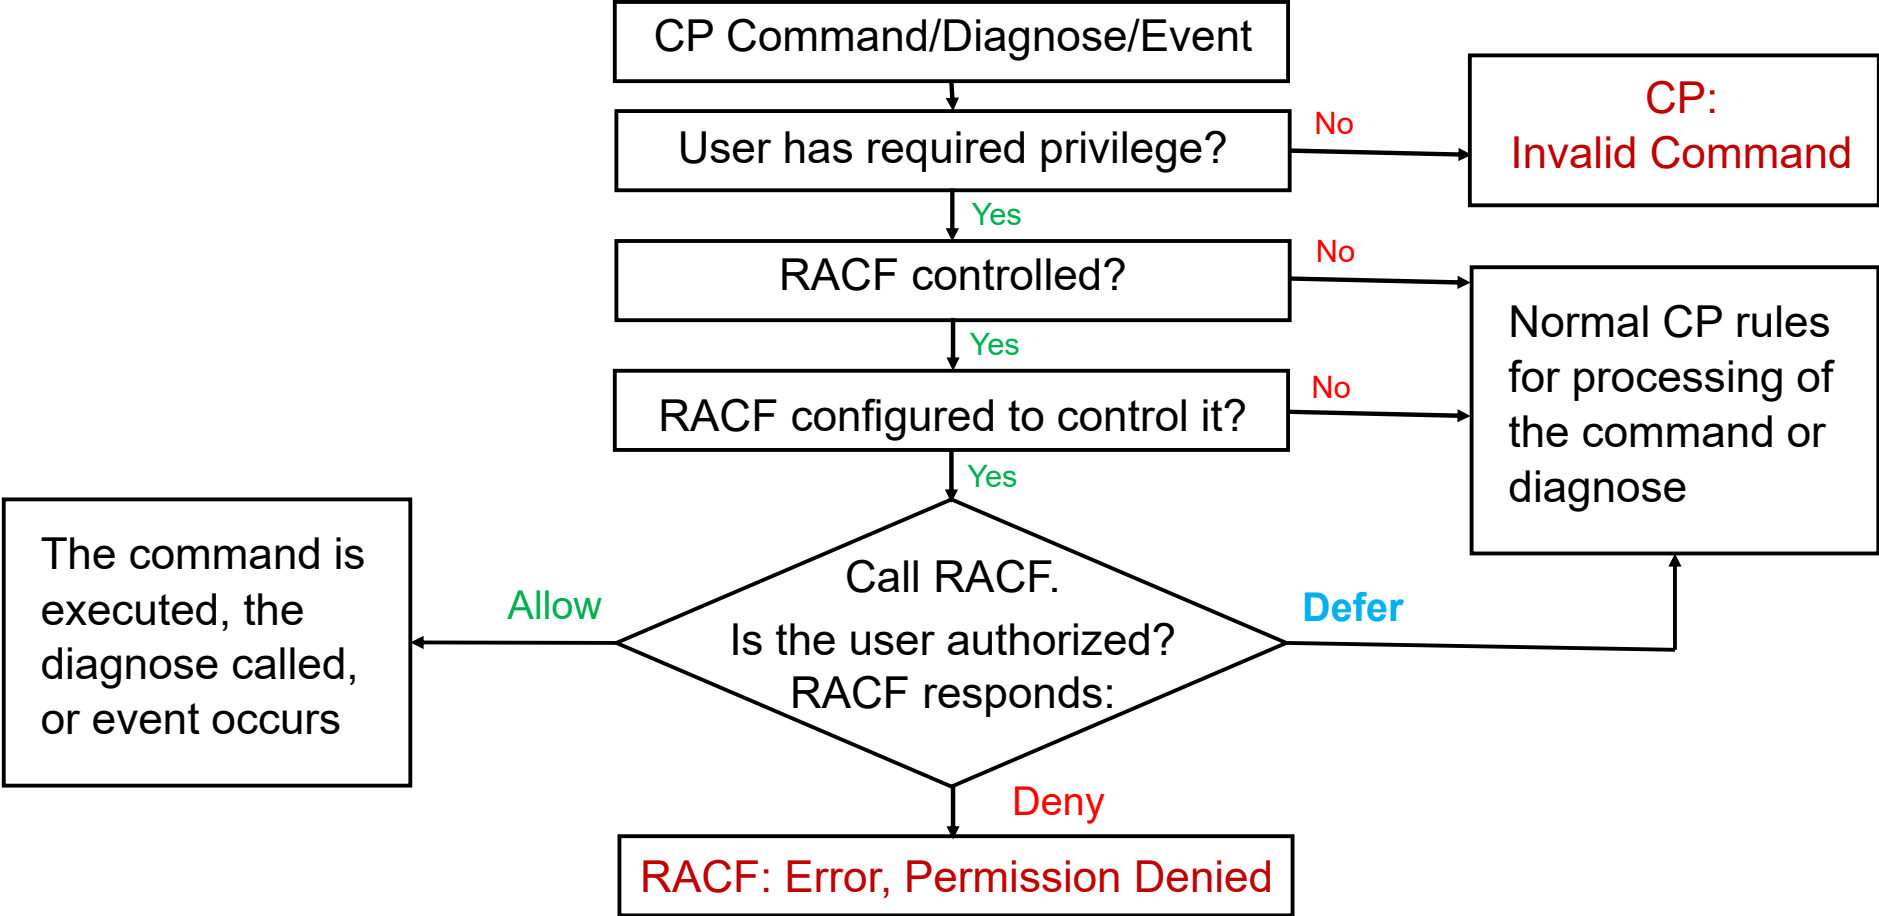 CP Command/Diagnose/Event
User has required privilege?
No
CP:
Invalid Command
Yes
RACF controlled?
No
Yes
RACF configured to control it?
No
Normal CP rules
for processing of
the command or
diagnose
Yes
Call RACF.
Is the user authorized?
RACF responds:
Allow
The command is
executed, the
diagnose called,
or event occurs
Defer
Deny
RACF: Error, Permission Denied